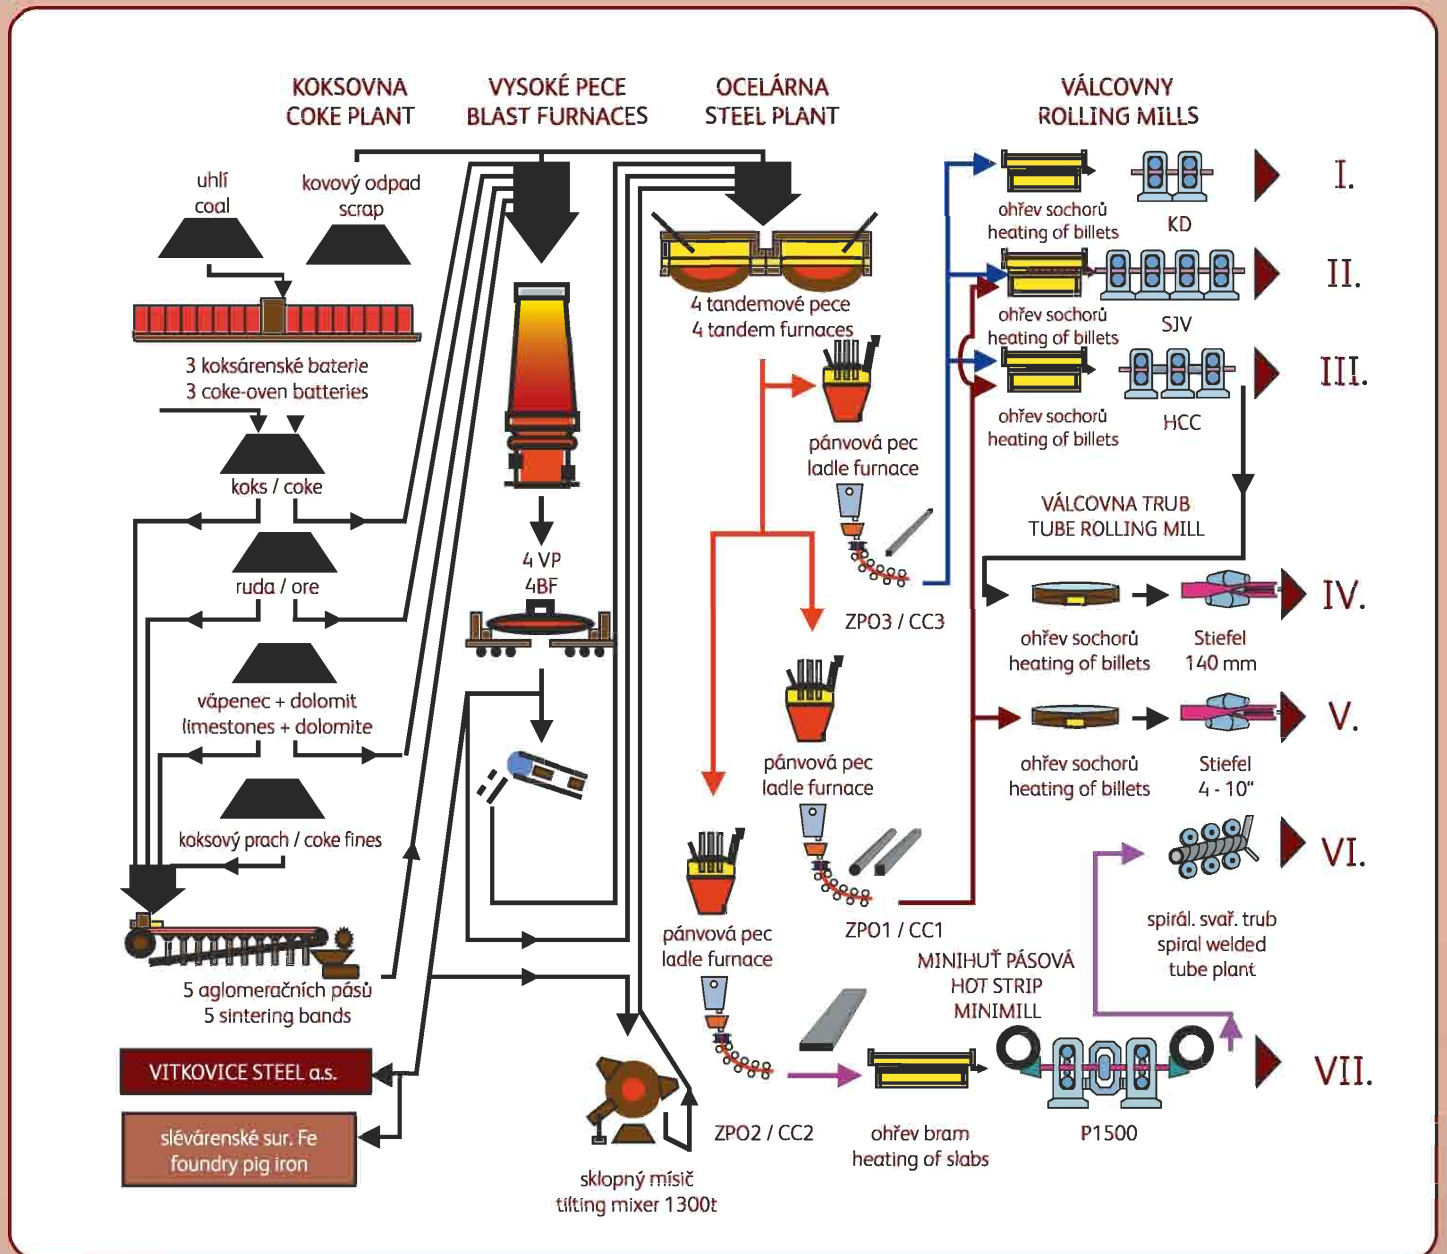 KOKSOVNA
COKE PLANT
VYSOKÉ PECE
BLAST FURNACES
OCELÁRNA
STEEL PLANT
VÁLCOVNY
ROLLING MILLS
uhlí
coal
kovový odpad
scrap
3 koksárenské baterie
3 coke-oven batteries
koks / coke
ruda / ore
vápenec + dolomit
limestones + dolomite
koksový prach / coke fines
5 aglomeračních pásů
5 sintering bands
VITKOVICE STEEL a.s.
slévárenské sur. Fe
foundry pig iron
4 VP
4BF
sklopný mísič
tilting mixer 1300t
4 tandemové pece
4 tandem furnaces
pánvová pec
ladle furnace
ZPO3 / CC3
pánvová pec
ladle furnace
ZPO1 / CC1
pánvová pec
ladle furnace
ZPO2 / CC2
ohřev sochorů
heating of billets
KD
I.
ohřev sochorů
heating of billets
SJV
II.
ohřev sochorů
heating of billets
HCC
III.
VÁLCOVNA TRUB
TUBE ROLLING MILL
ohřev sochorů
heating of billets
Stiefel
140 mm
IV.
ohřev sochorů
heating of billets
Stiefel
4 - 10“
V.
spirál. svař. trub
spiral welded
tube plant
VI.
MINIHUŤ PÁSOVÁ
HOT STRIP
MINIMILL
ohřev bram
heating of slabs
P1500
VII.